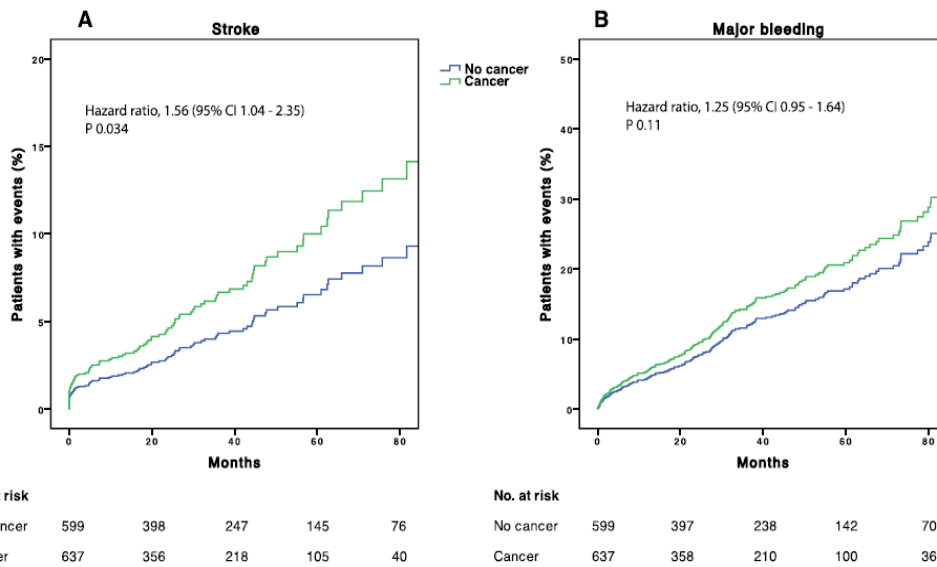 A
Stroke
20
15
10
5
0
Patients with events (%)
Hazard ratio, 1.56 (95% CI 1.04 - 2.35)
P 0.034
0 20 40 60 80
Months
No cancer
Cancer
B
Major bleeding
50
40
30
20
10
0
Patients with events (%)
Hazard ratio, 1.25 (95% CI 0.95 - 1.64)
P 0.11
0 20 40 60 80
Months
risk
599 398 247 145 76
637 356 218 105 40
No. at risk
No cancer 599 397 238 142 70
Cancer 637 358 210 100 36